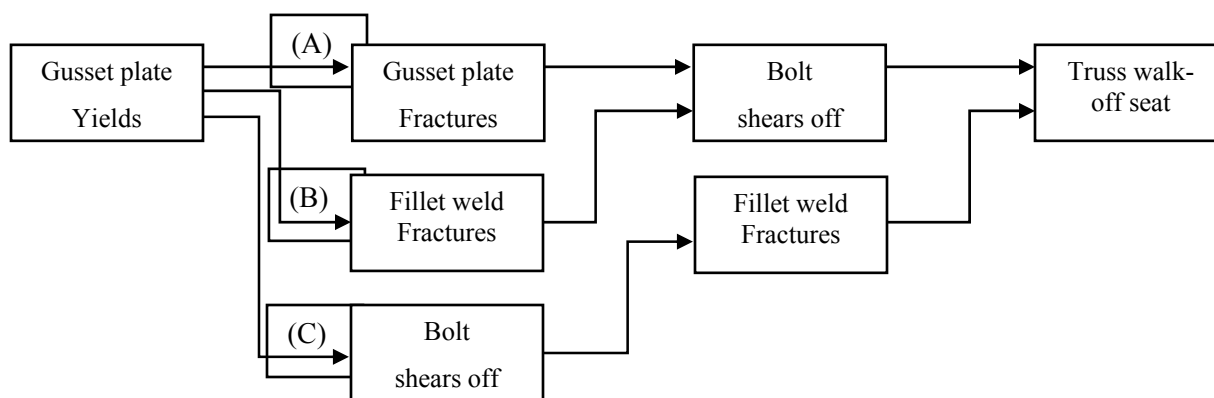 (A)
Gusset plate
Yields
Gusset plate
Fractures
Bolt
shears off
Truss walk-
off seat
(B)
Fillet weld
Fractures
Fillet weld
Fractures
(C)
Bolt
shears off